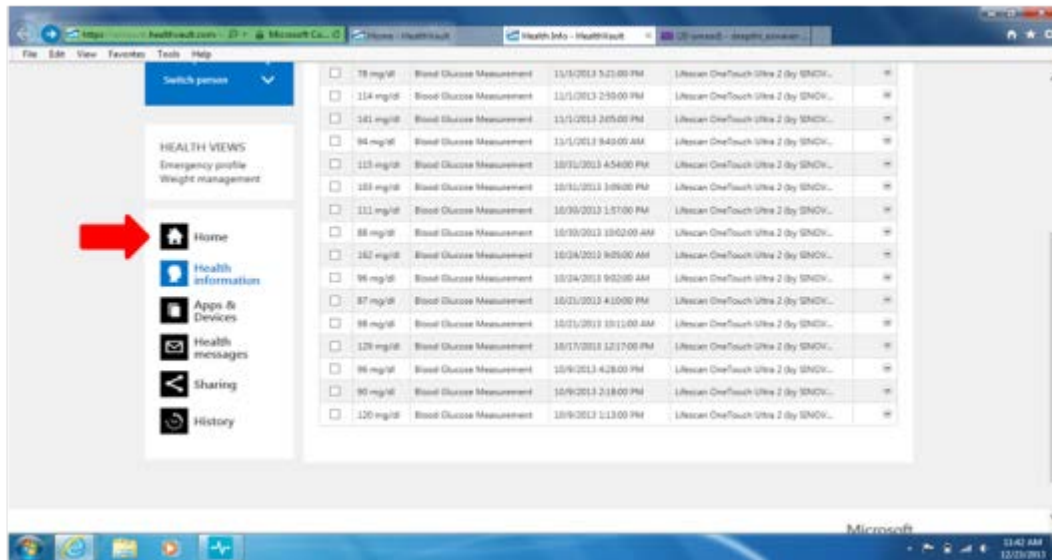 https healthvault.com Microsoft Co... Home - HealthVault Health Info - HealthVault
File Edit View Favorites Tools Help
Switch person
78 mg/dl Blood Glucose Measurement 11/3/2013 5:21:00 PM Lifescan OneTouch Ultra 2 (by SINOV...
114 mg/dl Blood Glucose Measurement 11/1/2013 2:59:00 PM Lifescan OneTouch Ultra 2 (by SINOV...
141 mg/dl Blood Glucose Measurement 11/1/2013 2:05:00 PM Lifescan OneTouch Ultra 2 (by SINOV...
94 mg/dl Blood Glucose Measurement 11/1/2013 9:40:00 AM Lifescan OneTouch Ultra 2 (by SINOV...
115 mg/dl Blood Glucose Measurement 10/31/2013 4:54:00 PM Lifescan OneTouch Ultra 2 (by SINOV...
103 mg/dl Blood Glucose Measurement 10/31/2013 3:09:00 PM Lifescan OneTouch Ultra 2 (by SINOV...
111 mg/dl Blood Glucose Measurement 10/30/2013 1:57:00 PM Lifescan OneTouch Ultra 2 (by SINOV...
88 mg/dl Blood Glucose Measurement 10/30/2013 10:02:00 AM Lifescan OneTouch Ultra 2 (by SINOV...
162 mg/dl Blood Glucose Measurement 10/24/2013 9:05:00 AM Lifescan OneTouch Ultra 2 (by SINOV...
96 mg/dl Blood Glucose Measurement 10/24/2013 9:02:00 AM Lifescan OneTouch Ultra 2 (by SINOV...
87 mg/dl Blood Glucose Measurement 10/21/2013 4:10:00 PM Lifescan OneTouch Ultra 2 (by SINOV...
98 mg/dl Blood Glucose Measurement 10/21/2013 10:11:00 AM Lifescan OneTouch Ultra 2 (by SINOV...
129 mg/dl Blood Glucose Measurement 10/17/2013 12:17:00 PM Lifescan OneTouch Ultra 2 (by SINOV...
96 mg/dl Blood Glucose Measurement 10/9/2013 4:28:00 PM Lifescan OneTouch Ultra 2 (by SINOV...
90 mg/dl Blood Glucose Measurement 10/9/2013 2:18:00 PM Lifescan OneTouch Ultra 2 (by SINOV...
120 mg/dl Blood Glucose Measurement 10/9/2013 1:13:00 PM Lifescan OneTouch Ultra 2 (by SINOV...
HEALTH VIEWS
Emergency profile
Weight management
Home
Health
information
Apps &
Devices
Health
messages
Sharing
History
Microsoft
11:42 AM
12/23/2013